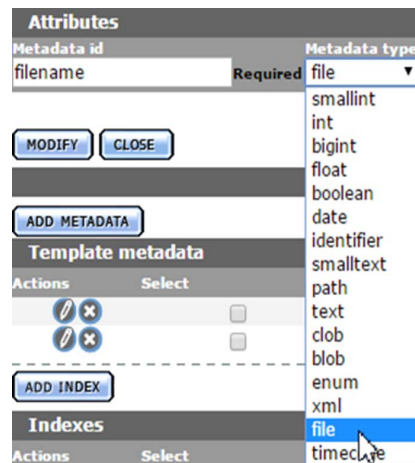 Attributes
Metadata id Metadata type
filename Required file
smallint
int
MODIFY CLOSE bigint
float
boolean
date
ADD METADATA identifier
Template metadata smalltext
Actions Select path
text
clob
blob
ADD INDEX enum
xml
Indexes file
Actions Select